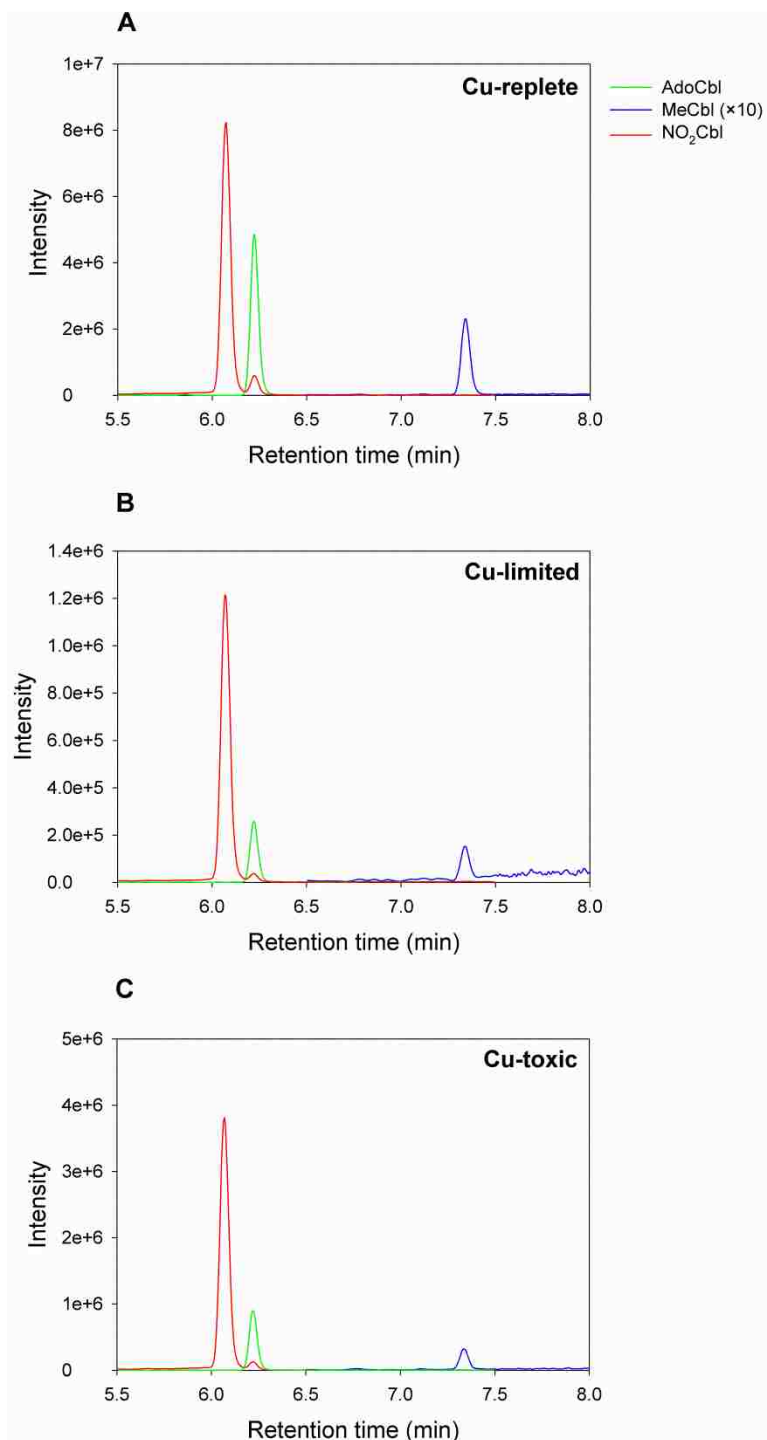 A
Cu-replete
AdoCbl
MeCbl (×10)
NO₂Cbl
1e+7
8e+6
6e+6
4e+6
2e+6
0
Intensity
5.5 6.0 6.5 7.0 7.5 8.0
Retention time (min)
B
Cu-limited
1.4e+6
1.2e+6
1.0e+6
8.0e+5
6.0e+5
4.0e+5
2.0e+5
0.0
Intensity
5.5 6.0 6.5 7.0 7.5 8.0
Retention time (min)
C
Cu-toxic
5e+6
4e+6
3e+6
2e+6
1e+6
0
Intensity
5.5 6.0 6.5 7.0 7.5 8.0
Retention time (min)